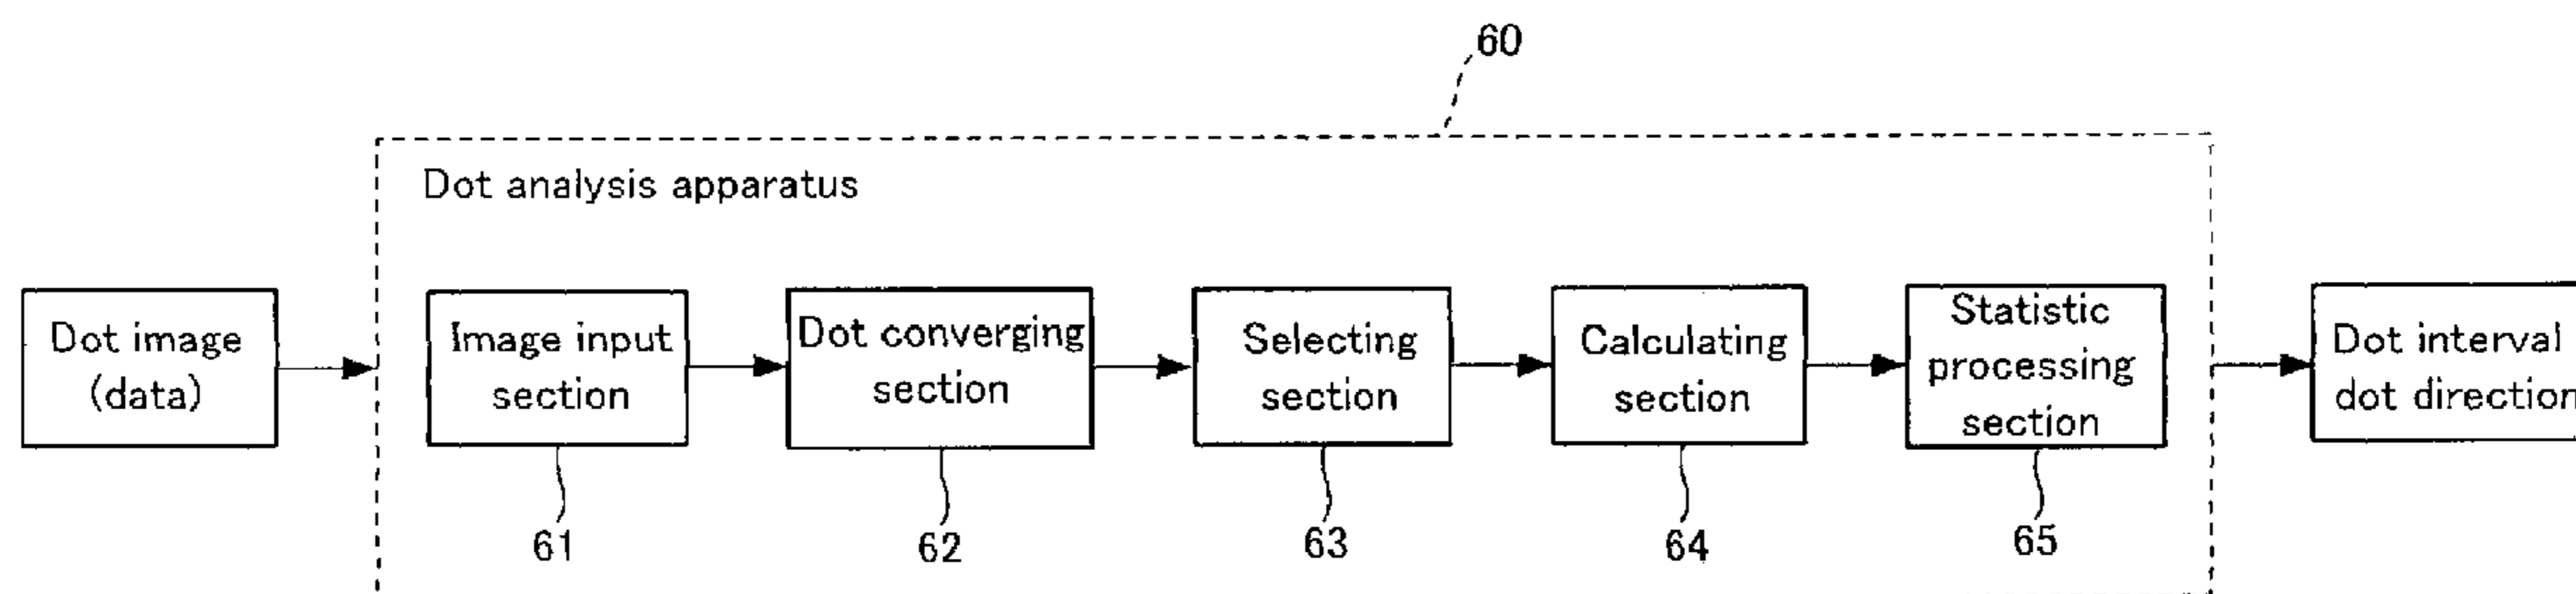 60
Dot analysis apparatus
Dot image
(data)
Image input
section
Dot converging
section
Selecting
section
Calculating
section
Statistic
processing
section
Dot interval
dot direction
61
62
63
64
65